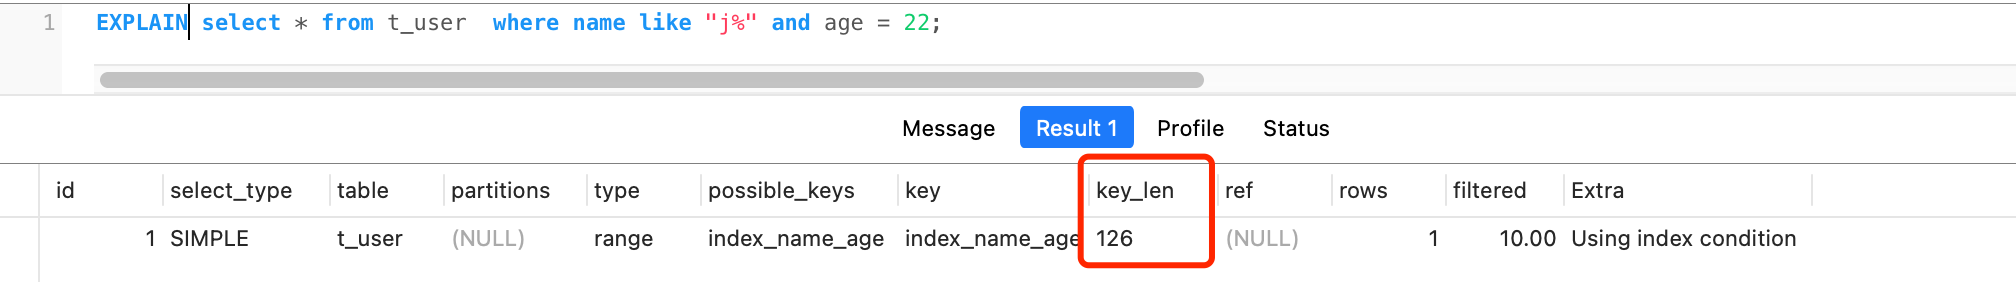 1 EXPLAIN select * from t_user  where name like "j%" and age = 22;
Message Result 1 Profile Status
id select_type table partitions type possible_keys key key_len ref rows filtered Extra
1 SIMPLE t_user (NULL) range index_name_age index_name_age 126 (NULL) 1 10.00 Using index condition